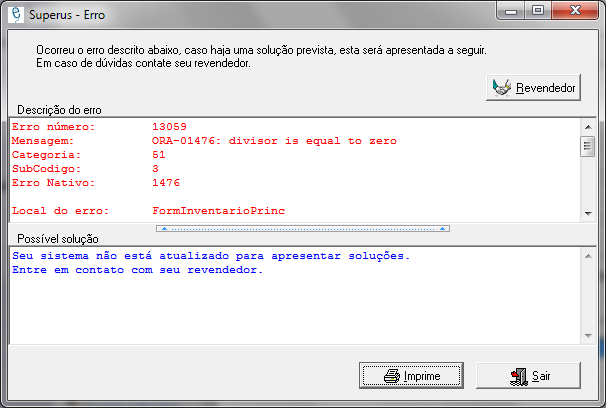 Superus - Erro
Ocorreu o erro descrito abaixo, caso haja uma solução prevista, esta será apresentada a seguir.
Em caso de dúvidas contate seu revendedor.
Revendedor
Descrição do erro
Erro número: 13059
Mensagem: ORA-01476: divisor is equal to zero
Categoria: 51
SubCodigo: 3
Erro Nativo: 1476
Local do erro: FormInventarioPrinc
Possível solução
Seu sistema não está atualizado para apresentar soluções.
Entre em contato com seu revendedor.
Imprime
Sair